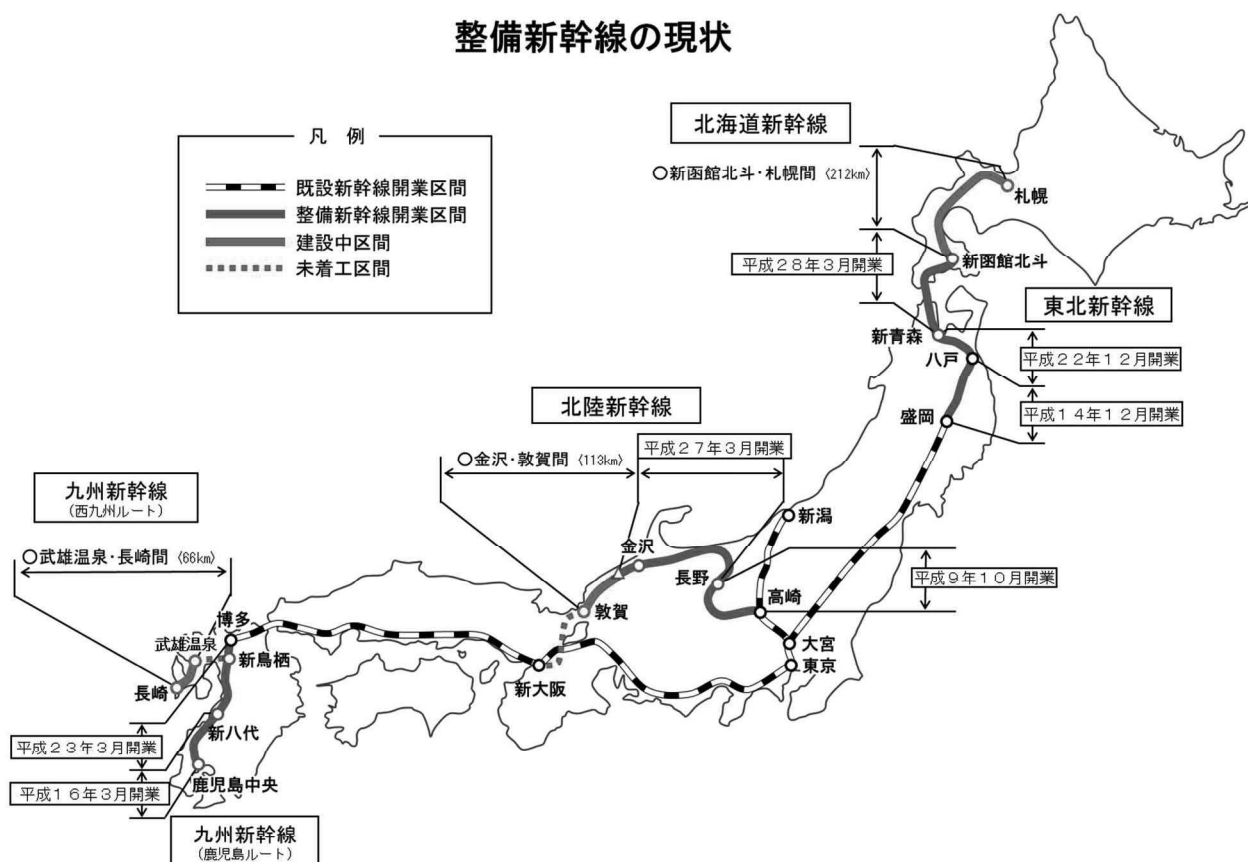 整備新幹線の現状
凡 例
既設新幹線開業区間
整備新幹線開業区間
建設中区間
未着工区間
北海道新幹線
○新函館北斗・札幌間〈212km〉
札幌
平成28年3月開業
新函館北斗
東北新幹線
新青森
平成22年12月開業
八戸
平成14年12月開業
盛岡
北陸新幹線
平成27年3月開業
○金沢・敦賀間〈113km〉
九州新幹線
(西九州ルート)
○武雄温泉・長崎間〈66km〉
新潟
金沢
長野
平成9年10月開業
高崎
敦賀
大宮
東京
博多
武雄温泉
新鳥栖
新大阪
長崎
新八代
平成23年3月開業
鹿児島中央
平成16年3月開業
九州新幹線
(鹿児島ルート)